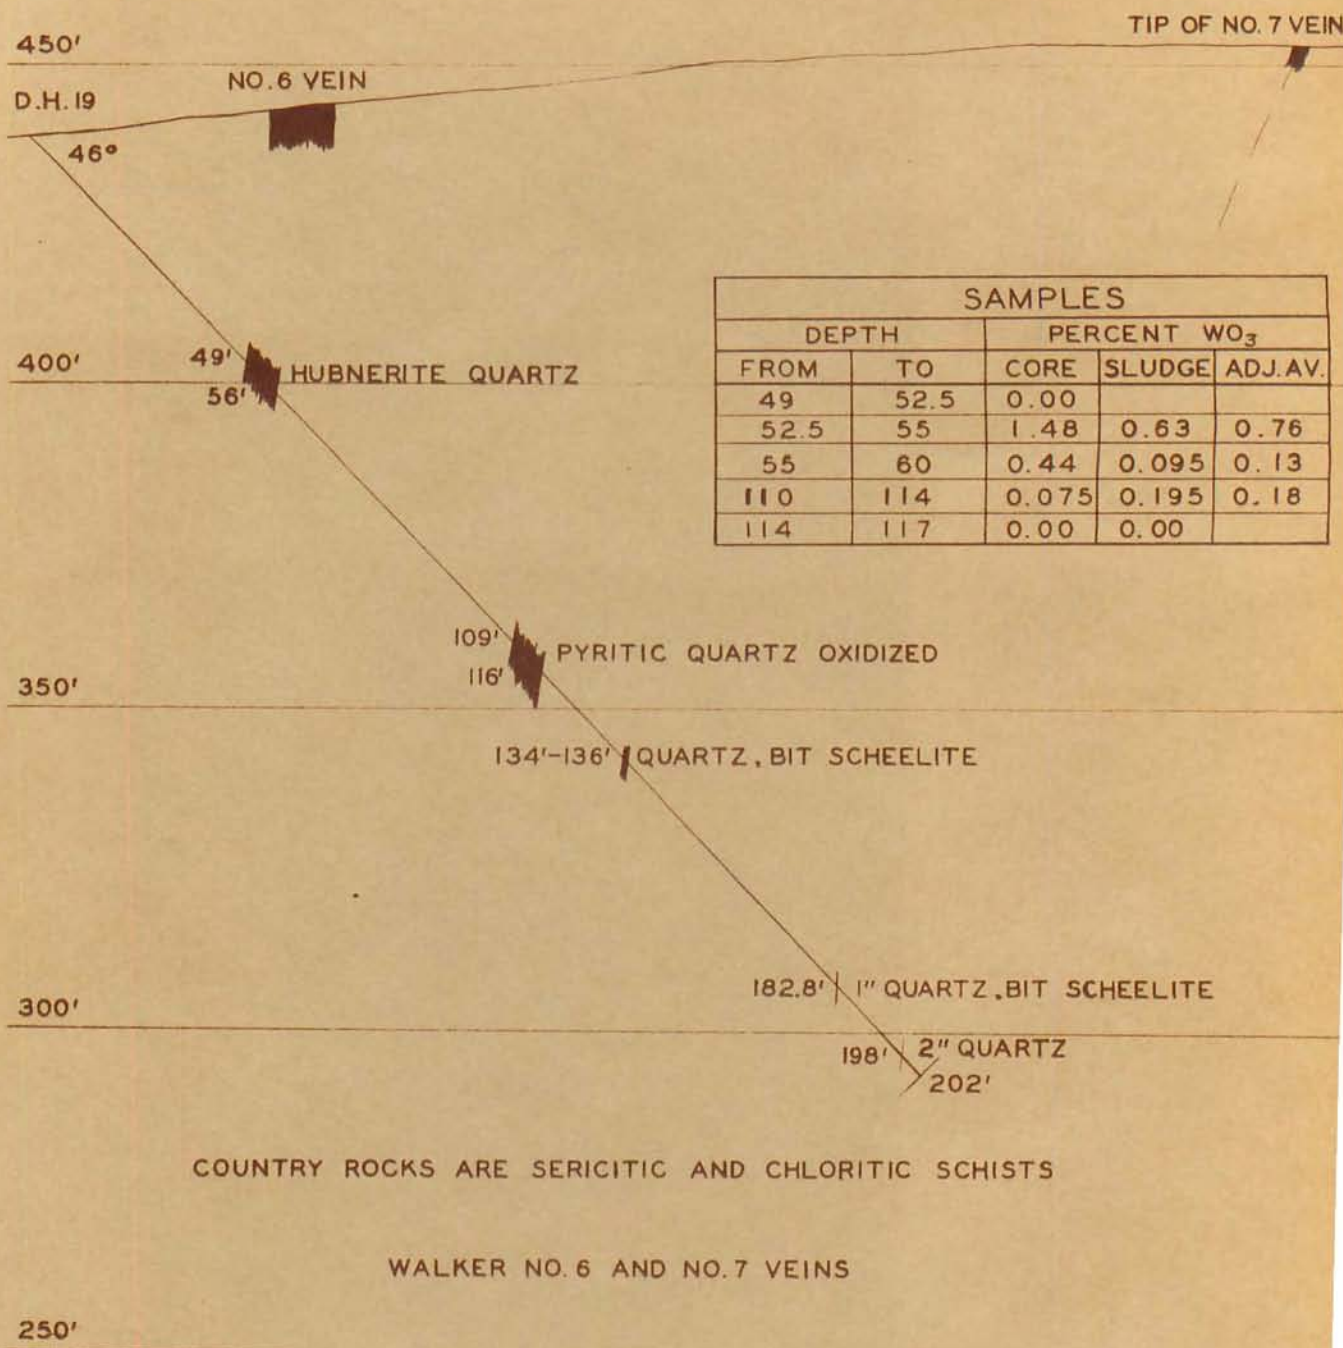 TIP OF NO. 7 VEIN
450'
NO. 6 VEIN
D.H. 19
46°
SAMPLES
DEPTH PERCENT WO₃
FROM TO CORE SLUDGE ADJ. AV.
49 52.5 0.00
52.5 55 1.48 0.63 0.76
55 60 0.44 0.095 0.13
110 114 0.075 0.195 0.18
114 117 0.00 0.00
49'
400'
HUBNERITE QUARTZ
56'
109'
PYRITIC QUARTZ OXIDIZED
116'
350'
134'-136' QUARTZ, BIT SCHEELITE
182.8' 1" QUARTZ, BIT SCHEELITE
300'
198' 2" QUARTZ
202'
COUNTRY ROCKS ARE SERICITIC AND CHLORITIC SCHISTS
WALKER NO. 6 AND NO. 7 VEINS
250'